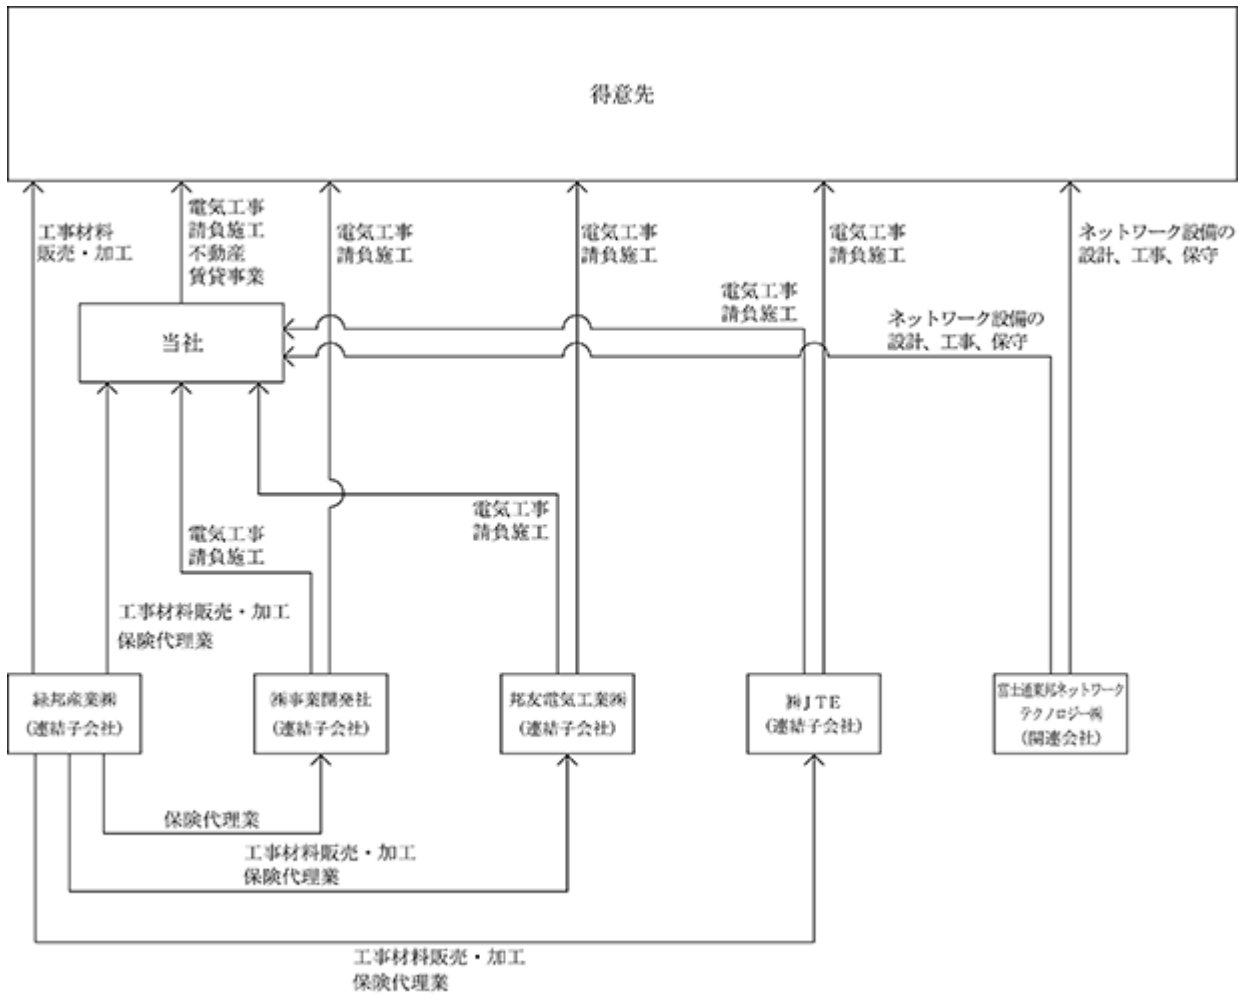 得意先
工事材料
販売・加工
電気工事
請負施工
不動産
賃貸事業
電気工事
請負施工
電気工事
請負施工
電気工事
請負施工
ネットワーク設備の
設計、工事、保守
電気工事
請負施工
ネットワーク設備の
設計、工事、保守
当社
電気工事
請負施工
電気工事
請負施工
工事材料販売・加工
保険代理業
緑邦産業㈱
(連結子会社)
㈱事業開発社
(連結子会社)
邦友電気工業㈱
(連結子会社)
㈱JTE
(連結子会社)
富士通東邦ネットワーク
テクノロジー㈱
(関連会社)
保険代理業
工事材料販売・加工
保険代理業
工事材料販売・加工
保険代理業